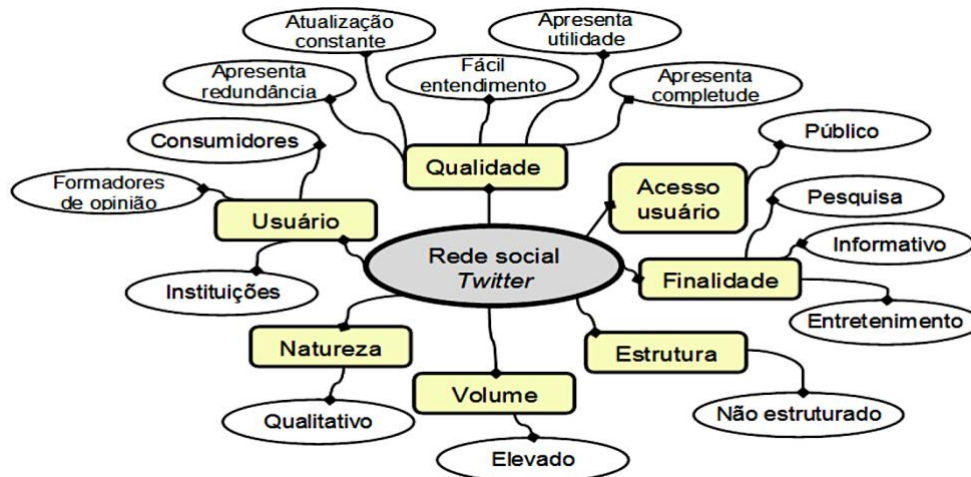 Atualização
constante
Apresenta
utilidade
Apresenta
redundância
Fácil
entendimento
Apresenta
completude
Consumidores
Público
Qualidade
Formadores
de opinião
Acesso
usuário
Pesquisa
Usuário
Rede social
Twitter
Informativo
Finalidade
Instituições
Entretenimento
Natureza
Estrutura
Volume
Qualitativo
Não estruturado
Elevado